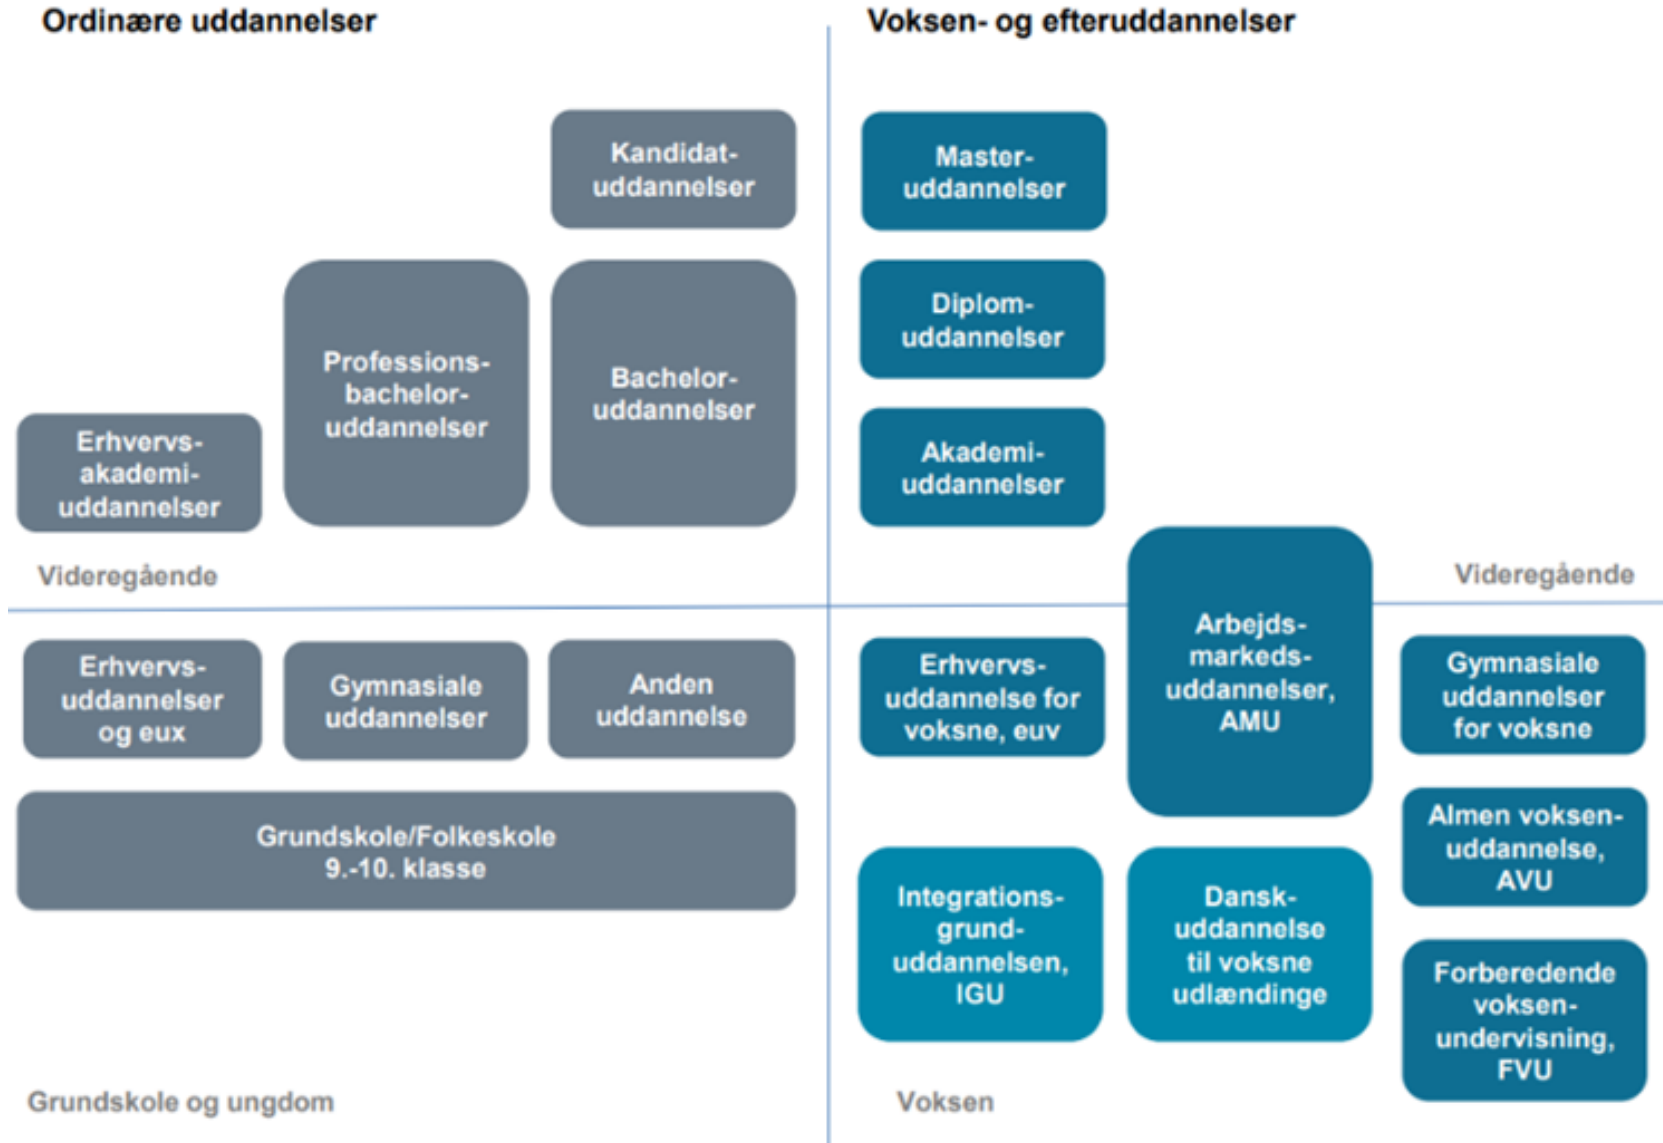 Ordinære uddannelser
Kandidat-
uddannelser
Professions-
bachelor-
uddannelser
Bachelor-
uddannelser
Erhvervs-
akademi-
uddannelser
Videregående
Erhvervs-
uddannelser
og eux
Gymnasiale
uddannelser
Anden
uddannelse
Grundskole/Folkeskole
9.-10. klasse
Grundskole og ungdom
Voksen- og efteruddannelser
Master-
uddannelser
Diplom-
uddannelser
Akademi-
uddannelser
Videregående
Erhvervs-
uddannelse for
voksne, euv
Arbejds-
markeds-
uddannelser,
AMU
Gymnasiale
uddannelser
for voksne
Almen voksen-
uddannelse,
AVU
Integrations-
grund-
uddannelsen,
IGU
Dansk-
uddannelse
til voksne
udlændinge
Forberedende
voksen-
undervisning,
FVU
Voksen